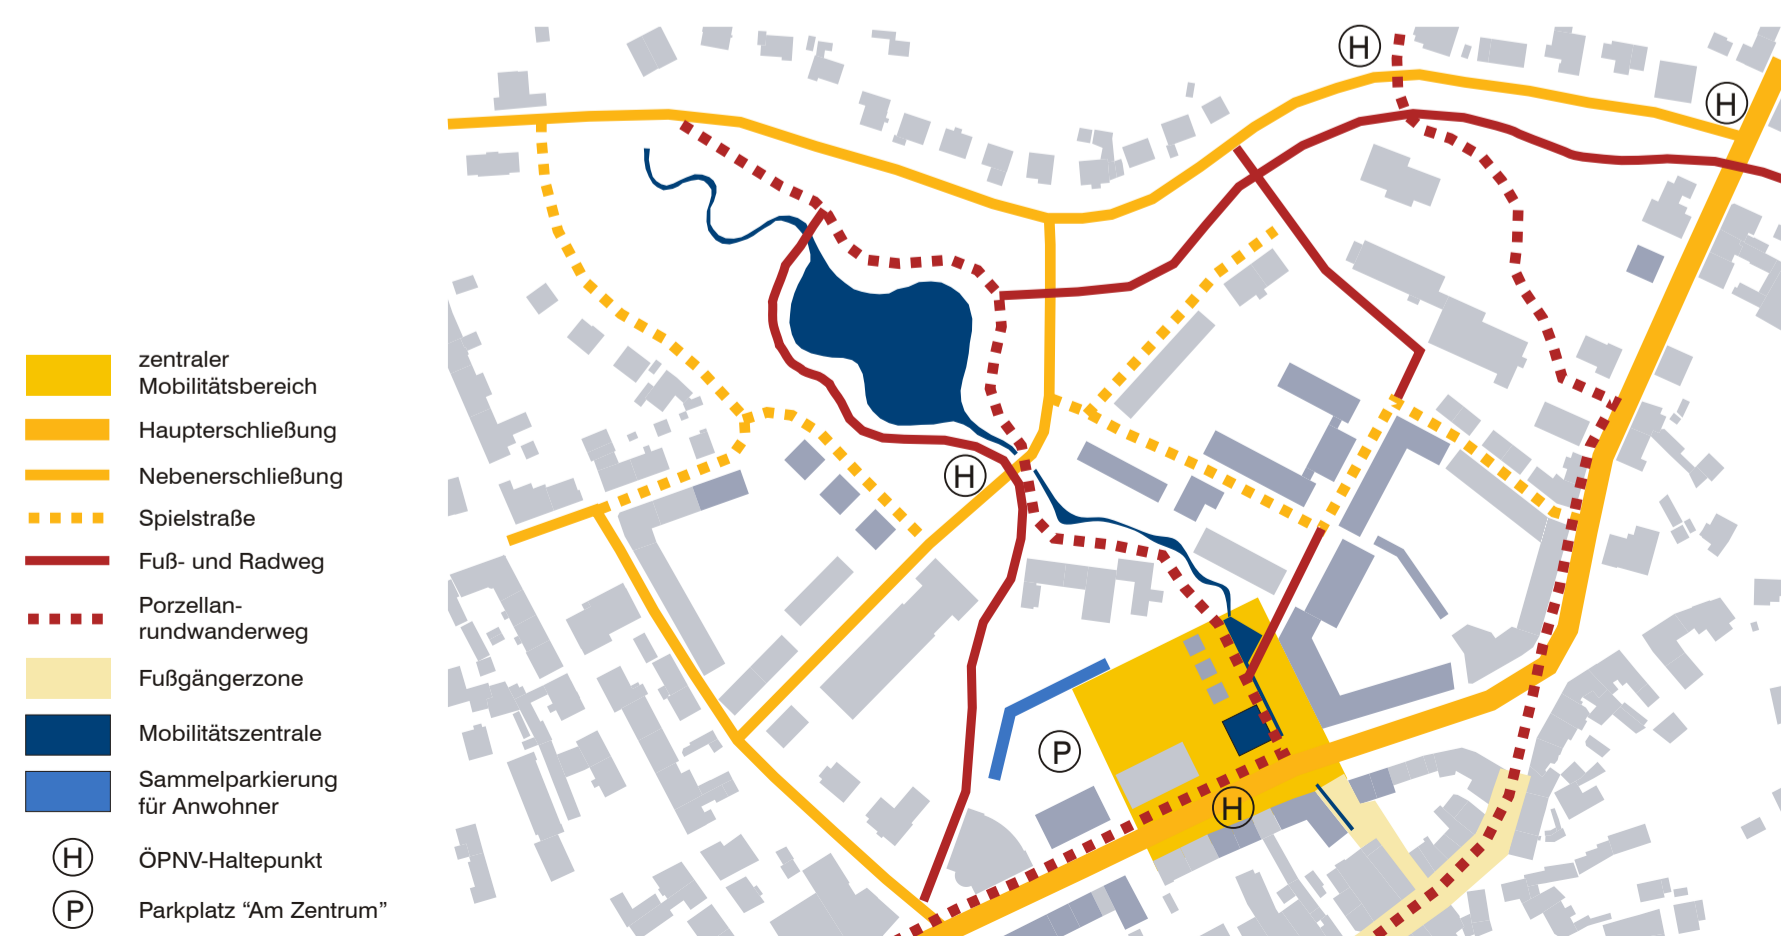 H
H
zentraler
Mobilitätsbereich
Haupterschließung
Nebenerschließung
H
Spielstraße
Fuß- und Radweg
Porzellan-
rundwanderweg
Fußgängerzone
Mobilitätszentrale
P
Sammelparkierung
für Anwohner
H
H ÖPNV-Haltepunkt
P Parkplatz “Am Zentrum”